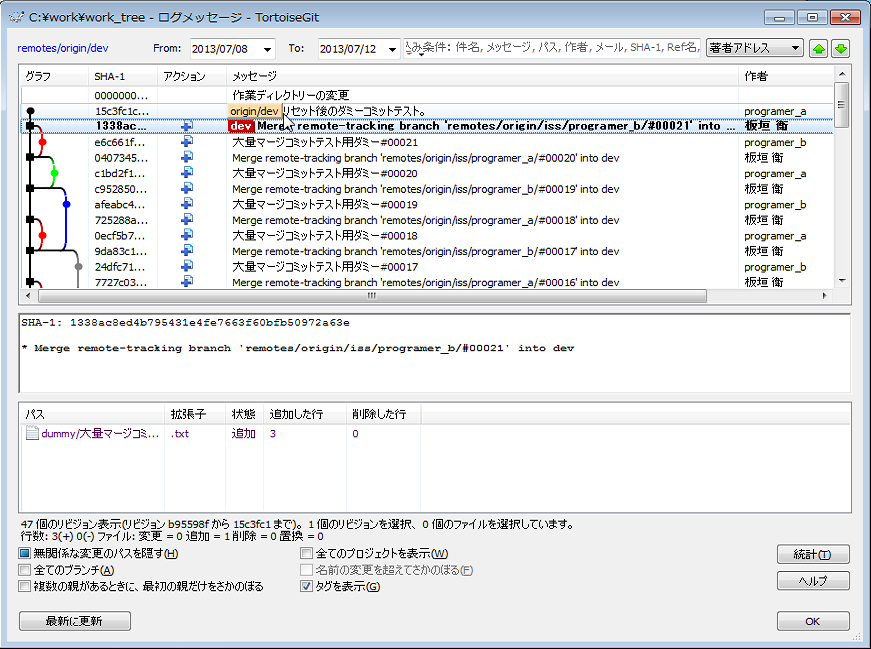 C:¥work¥work_tree - ログメッセージ - TortoiseGit
remotes/origin/dev From: 2013/07/08 To: 2013/07/12 条件: 件名, メッセージ, パス, 作者, メール, SHA-1, Ref名, 著者アドレス
グラフ SHA-1 アクション メッセージ 作者
0000000... 作業ディレクトリーの変更
15c3fc1c... origin/dev リセット後のダミーコミットテスト。 programer_a
1338ac... dev Merge remote-tracking branch 'remotes/origin/iss/programer_b/#00021' into ... 板垣 衛
e6c661f... 大量マージコミットテスト用ダミー#00021 programer_b
0407345... Merge remote-tracking branch 'remotes/origin/iss/programer_a/#00020' into dev 板垣 衛
c1bd2f1... 大量マージコミットテスト用ダミー#00020 programer_a
c952850... Merge remote-tracking branch 'remotes/origin/iss/programer_b/#00019' into dev 板垣 衛
afeabc4... 大量マージコミットテスト用ダミー#00019 programer_b
725288a... Merge remote-tracking branch 'remotes/origin/iss/programer_a/#00018' into dev 板垣 衛
0ecf5b7... 大量マージコミットテスト用ダミー#00018 programer_a
9da83c1... Merge remote-tracking branch 'remotes/origin/iss/programer_b/#00017' into dev 板垣 衛
24dfc71... 大量マージコミットテスト用ダミー#00017 programer_b
7727c03... Merge remote-tracking branch 'remotes/origin/iss/programer_a/#00016' into dev 板垣 衛
SHA-1: 1338ac8ed4b795431e4fe7663f60bfb50972a63e
* Merge remote-tracking branch 'remotes/origin/iss/programer_b/#00021' into dev
パス 拡張子 状態 追加した行 削除した行
dummy/大量マージコミ... .txt 追加 3 0
47 個のリビジョン表示(リビジョン b95598f から 15c3fc1 まで)。1 個のリビジョンを選択、0 個のファイルを選択しています。
行数: 3(+) 0(-) ファイル: 変更 = 0 追加 = 1 削除 = 0 置換 = 0
無関係な変更のパスを隠す(H) 全てのプロジェクトを表示(W) 統計(T)
全てのブランチ(A) 名前の変更を超えてさかのぼる(F)
複数の親があるときに、最初の親だけをさかのぼる タグを表示(G) ヘルプ
最新に更新 OK